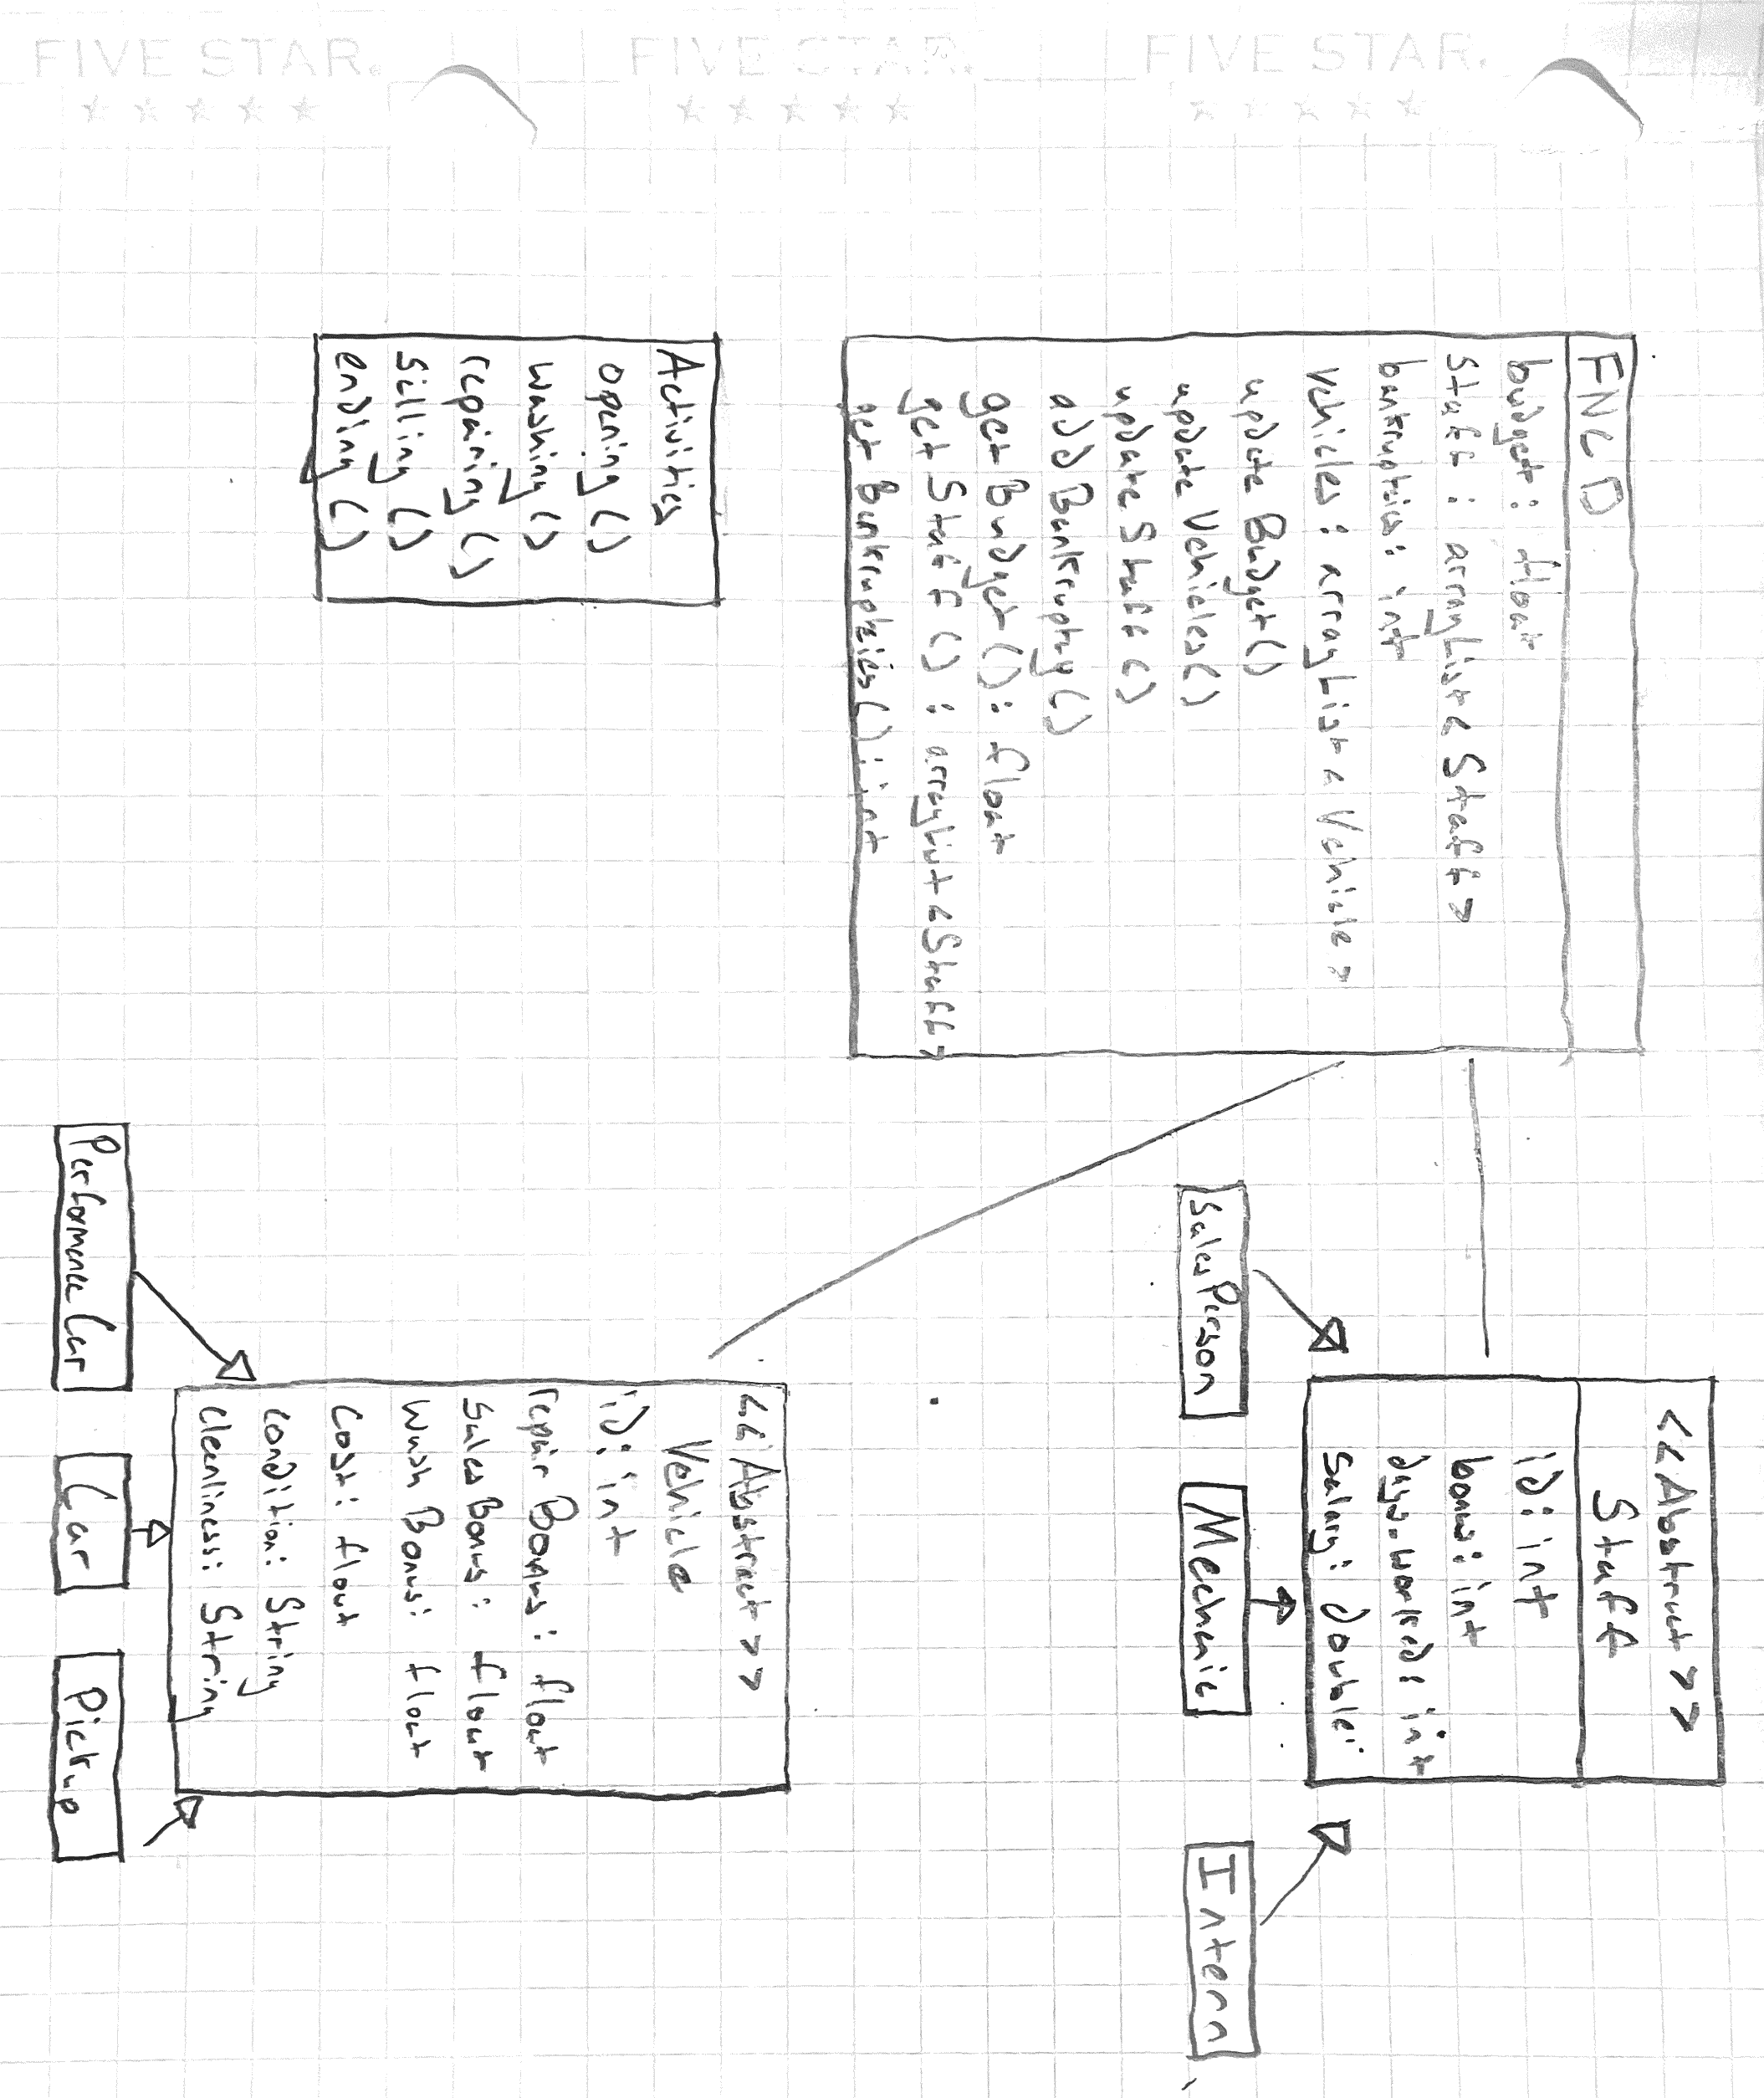 FIVE STAR
FIVE STAR
FIVE STAR
FNCD
budget: float
staff: arrayList<Staff>
bankruptcies: int
Vehicles: arrayList<Vehicle>
update Budget()
update Vehicles()
update Staff()
add Bankruptcy()
get Budget(): float
get Staff(): arrayList<Staff>
get Bankruptcies(): int
Activities
opening()
washing()
repairing()
selling()
ending()
<<Abstract>>
Staff
id: int
bonus: int
days-worked: int
Salary: double
SalesPerson
Mechanic
Intern
<<Abstract>>
Vehicle
id: int
repair Bonus: float
Sales Bonus: float
Wash Bonus: float
Cost: float
condition: String
Cleanliness: String
Performance Car
Car
Pickup